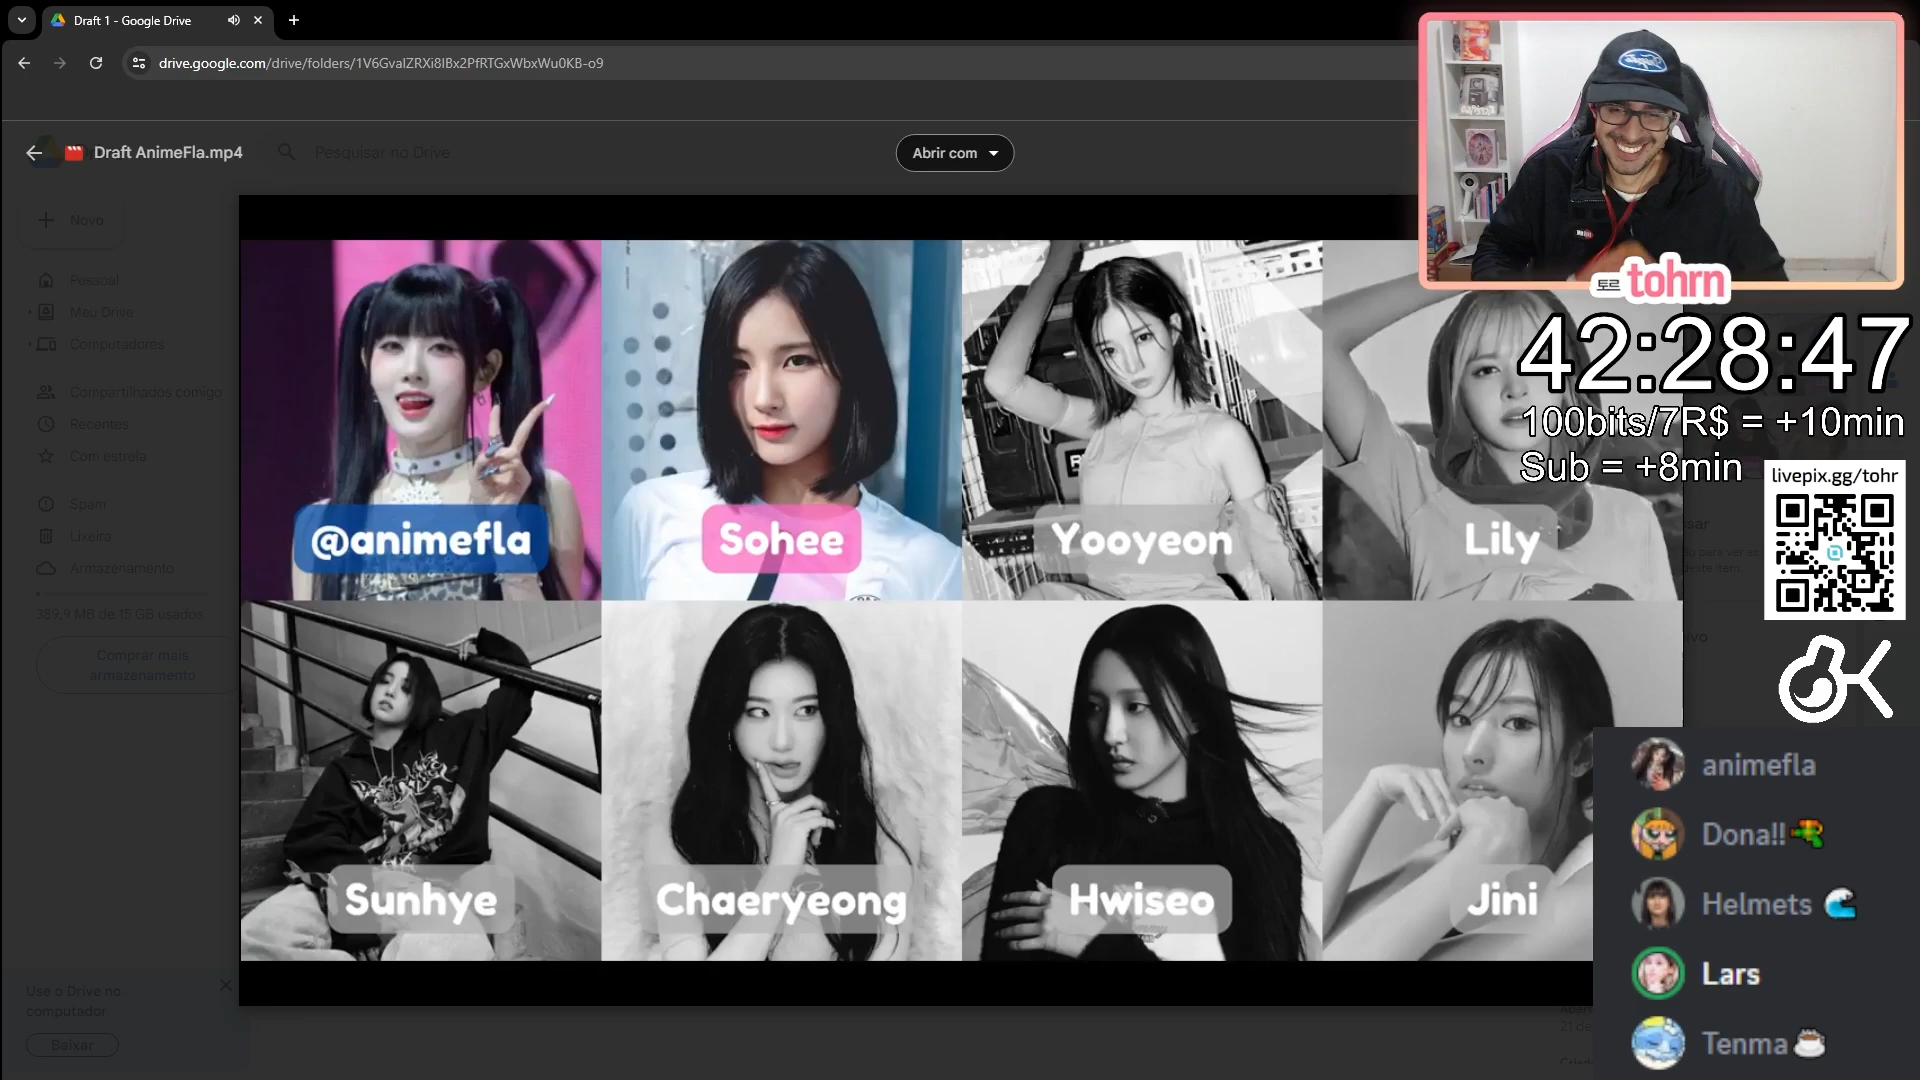 Draft 1 - Google Drive
drive.google.com/drive/folders/1V6GvalZRXi8lBx2PfRTGxWbxWu0KB-o9
Draft AnimeFla.mp4
Pesquisar no Drive
Abrir com
Novo
Pessoal
Meu Drive
Computadores
Compartilhados comigo
Recentes
Com estrela
Spam
Lixeira
Armazenamento
389,9 MB de 15 GB usados
Comprar mais
armazenamento
Use o Drive no
computador
Baixar
@animefla
Sohee
Yooyeon
Lily
Sunhye
Chaeryeong
Hwiseo
Jini
토르 tohrn
42:28:47
100bits/7R$ = +10min
Sub = +8min
livepix.gg/tohr
animefla
Dona!!
Helmets
Lars
Tenma